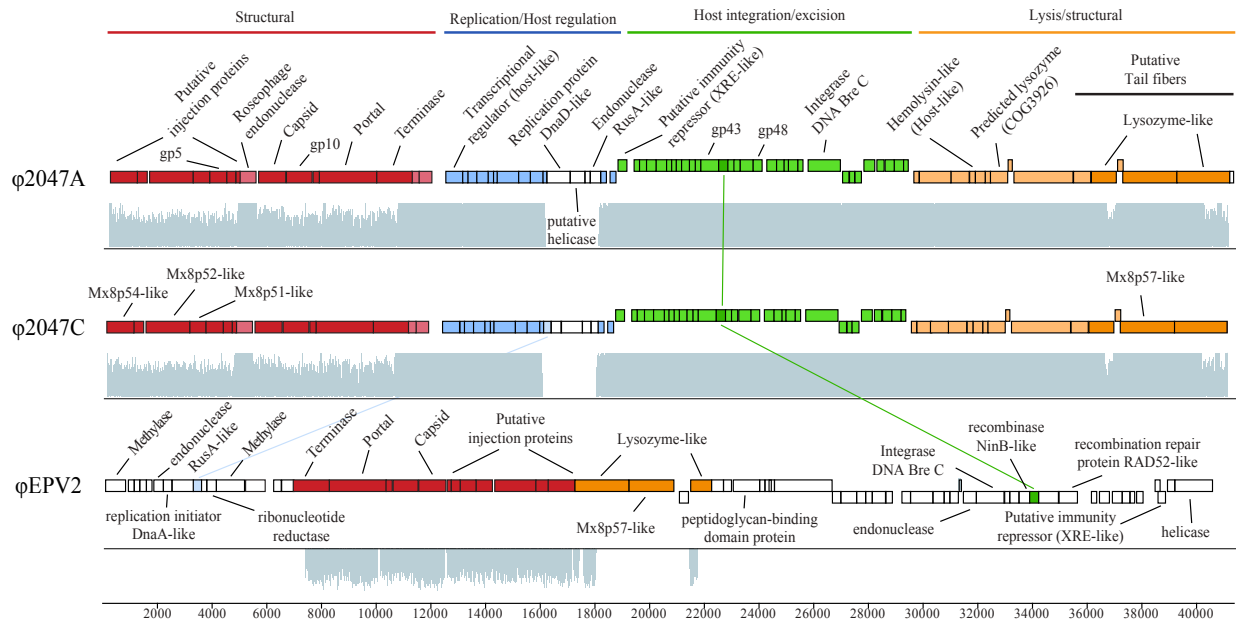 Structural
Replication/Host regulation
Host integration/excision
Lysis/structural
Putative
injection proteins
gp5
Roseophage
endonuclease
Capsid
gp10
Portal
Terminase
Transcriptional
regulator (host-like)
Replication protein
DnaD-like
Endonuclease
RusA-like
Putative immunity
repressor (XRE-like)
gp43
gp48
Integrase
DNA Bre C
Hemolysin-like
(Host-like)
Predicted lysozyme
(COG3926)
Putative
Tail fibers
Lysozyme-like
φ2047A
putative
helicase
Mx8p54-like
Mx8p52-like
Mx8p51-like
Mx8p57-like
φ2047C
Methylase
endonuclease
RusA-like
Methylase
Terminase
Portal
Capsid
Putative
injection proteins
Lysozyme-like
Integrase
DNA Bre C
recombinase
NinB-like
recombination repair
protein RAD52-like
φEPV2
replication initiator
DnaA-like
ribonucleotide
reductase
Mx8p57-like
peptidoglycan-binding
domain protein
endonuclease
Putative immunity
repressor (XRE-like)
helicase
2000 4000 6000 8000 10000 12000 14000 16000 18000 20000 22000 24000 26000 28000 30000 32000 34000 36000 38000 40000